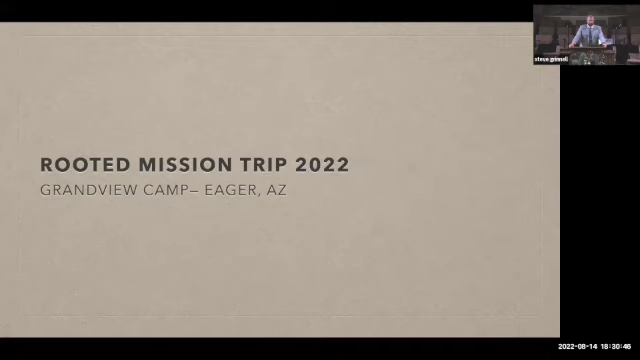 steve grinnell
ROOTED MISSION TRIP 2022
GRANDVIEW CAMP– EAGER, AZ
2022-08-14 18:30:46